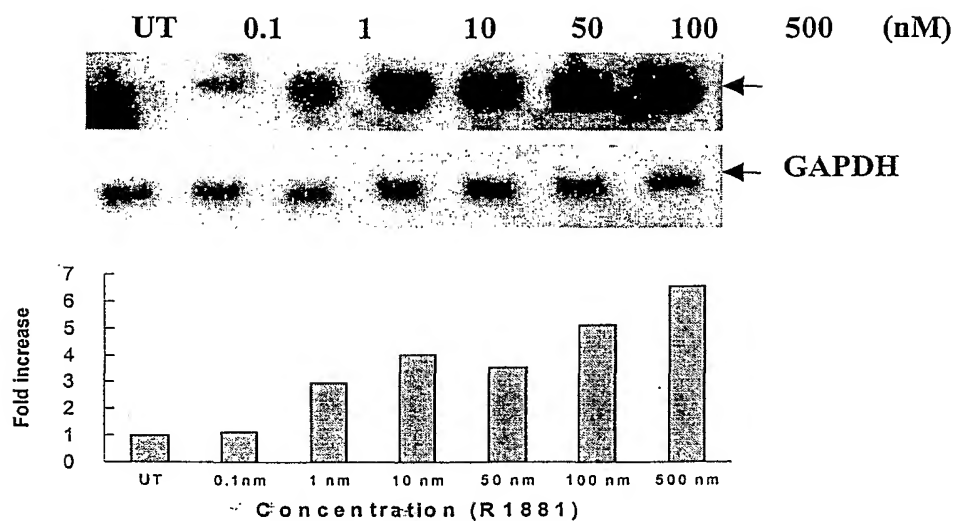 UT 0.1 1 10 50 100 500 (nM)
GAPDH
7
6
5
4
3
2
1
0
Fold increase
UT 0.1nm 1 nm 10 nm 50 nm 100 nm 500 nm
Concentration (R1881)